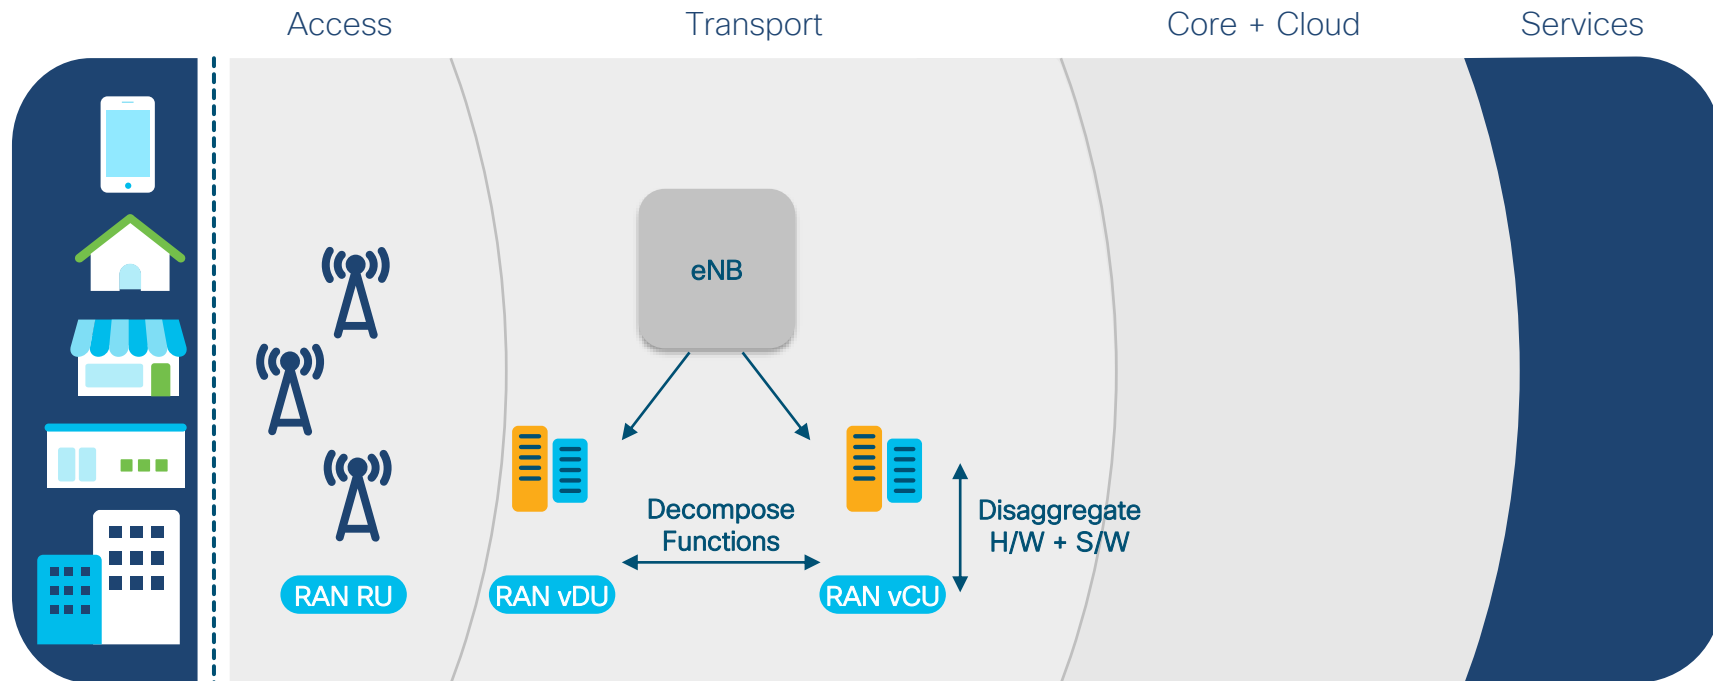 Access
Transport
Core + Cloud
Services
eNB
Decompose
Functions
Disaggregate
H/W + S/W
RAN RU
RAN vDU
RAN vCU